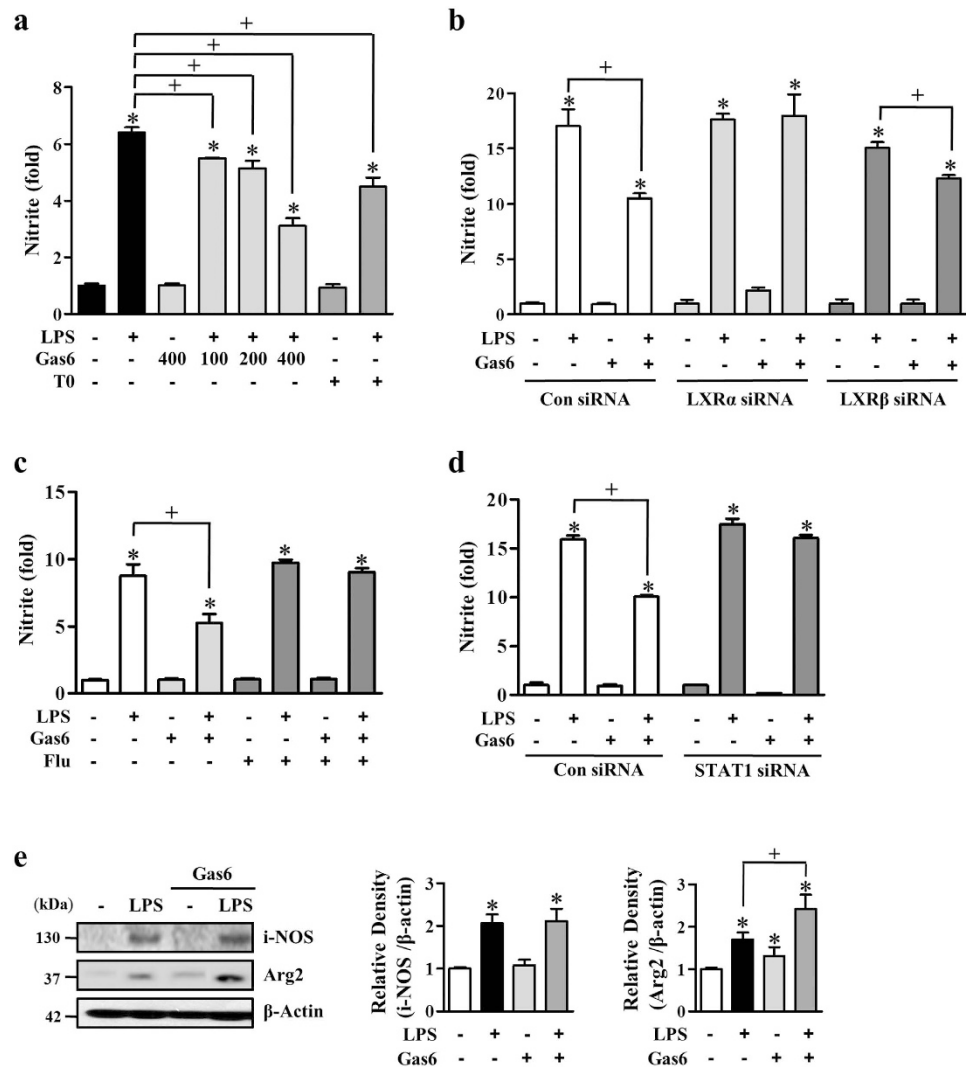 a
+
+
+
+
8
6
4
2
0
Nitrite (fold)
* * * * *
LPS - + - + + + - +
Gas6 - - 400 100 200 400 - -
T0 - - - - - - + +
b
20
15
10
5
0
Nitrite (fold)
+ +
* * * * * *
LPS - + - + - + - + - + - +
Gas6 - - + + - - + + - - + +
Con siRNA LXRα siRNA LXRβ siRNA
c
15
10
5
0
Nitrite (fold)
+
* * * *
LPS - + - + - + - +
Gas6 - - + + - - + +
Flu - - - - + + + +
d
20
15
10
5
0
Nitrite (fold)
+
* * * *
LPS - + - + - + - +
Gas6 - - + + - - + +
Con siRNA STAT1 siRNA
e
Gas6
(kDa) - LPS - LPS
130 i-NOS
37 Arg2
42 β-Actin
Relative Density
(i-NOS /β-actin)
3
2
1
0
* *
LPS - + - +
Gas6 - - + +
Relative Density
(Arg2 /β-actin)
3
2
1
0
+
* * *
LPS - + - +
Gas6 - - + +